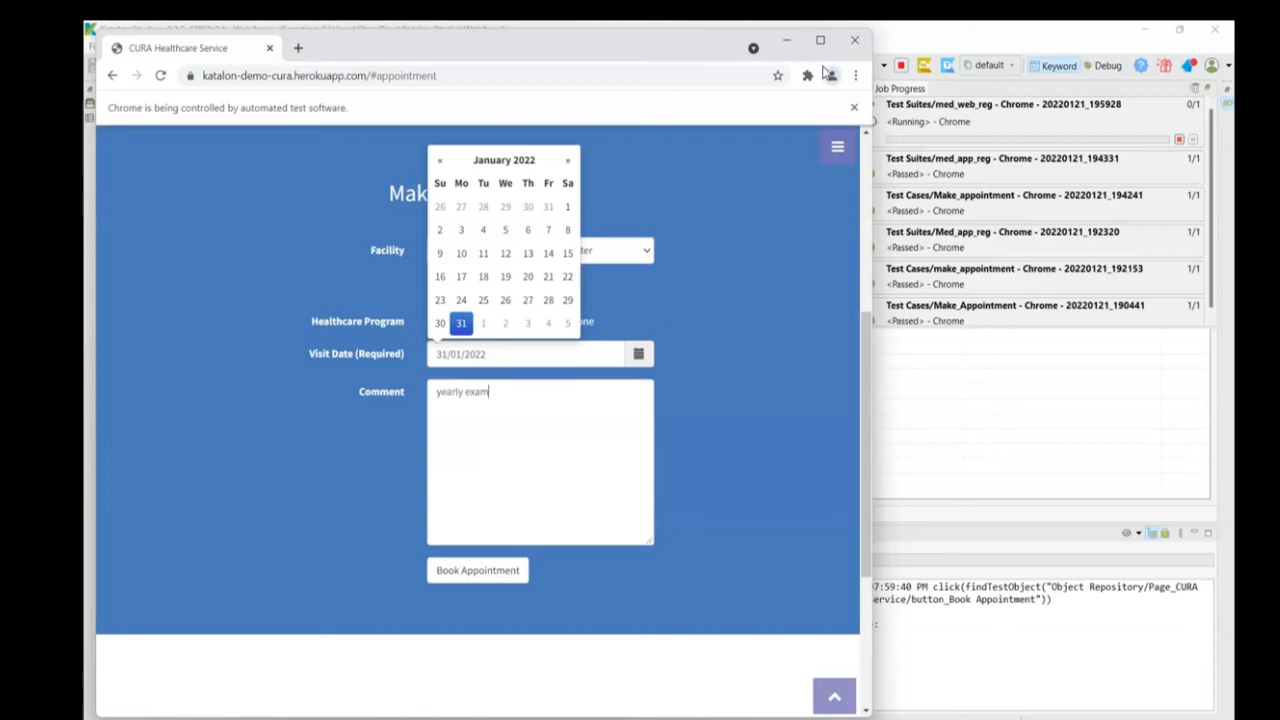 CURA Healthcare Service
katalon-demo-cura.herokuapp.com/#appointment
Chrome is being controlled by automated test software.
« January 2022 »
Su Mo Tu We Th Fr Sa
26 27 28 29 30 31 1
2 3 4 5 6 7 8
9 10 11 12 13 14 15
16 17 18 19 20 21 22
23 24 25 26 27 28 29
30 31 1 2 3 4 5
Mak
Facility
ter
Healthcare Program
one
Visit Date (Required)
31/01/2022
Comment
yearly exam
Book Appointment
default
Keyword
Debug
Job Progress
Test Suites/med_web_reg - Chrome - 20220121_195928 0/1
<Running> - Chrome
Test Suites/med_app_reg - Chrome - 20220121_194331 1/1
<Passed> - Chrome
Test Cases/Make_appointment - Chrome - 20220121_194241 1/1
<Passed> - Chrome
Test Suites/Med_app_reg - Chrome - 20220121_192320 1/1
<Passed> - Chrome
Test Cases/make_appointment - Chrome - 20220121_192153 1/1
<Passed> - Chrome
Test Cases/Make_Appointment - Chrome - 20220121_190441 1/1
<Passed> - Chrome
7:59:40 PM click(findTestObject("Object Repository/Page_CURA
ervice/button_Book Appointment"))